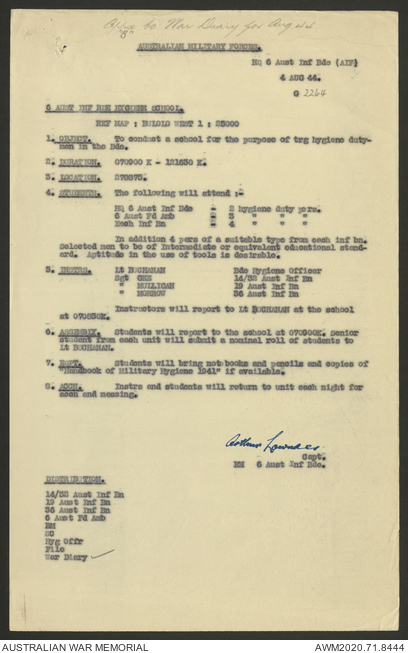 to War Diary for Aug 44
"B"
AUSTRALIAN MILITARY FORCES.
HQ 6 Aust Inf Bde (AIF)
4 AUG 44.
G 2264
6 AUST INF BDE HYGIENE SCHOOL.
REF MAP : BULOLO WEST 1 : 25000
1. OBJECT. To conduct a school for the purpose of trg hygiene duty-
men in the Bde.
2. DURATION. 070900 K - 121630 K.
3. LOCATION. 278875.
4. STUDENTS. The following will attend :-
HQ 6 Aust Inf Bde - 2 hygiene duty pers.
6 Aust Fd Amb - 3 " " "
Each Inf Bn - 4 " " "
In addition 4 pers of a suitable type from each inf bn.
Selected men to be of Intermediate or equivalent educational stand-
ard. Aptitude in the use of tools is desirable.
5. INSTRS. Lt BUCHANAN Bde Hygiene Officer
Sgt 14/32 Aust Inf Bn
" MULLIGAN 19 Aust Inf Bn
" MORROW 36 Aust Inf Bn
Instructors will report to Lt BUCHANAN at the school
at 070830K.
6. ASSEMBLY. Students will report to the school at 070900K, senior
student from each unit will submit a nominal roll of students to
Lt BUCHANAN.
7. EQPT. Students will bring notebooks and pencils and copies of
"Handbook of Military Hygiene 1941" if available.
8. ACCN. Instrs and students will return to unit each night for
accn and messing.
Arthur Lowndes
Capt.
BM 6 Aust Inf Bde.
DISTRIBUTION.
14/32 Aust Inf Bn
19 Aust Inf Bn
36 Aust Inf Bn
6 Aust Fd Amb
BM
SC
Hyg Offr
File
War Diary
AUSTRALIAN WAR MEMORIAL
AWM2020.71.8444